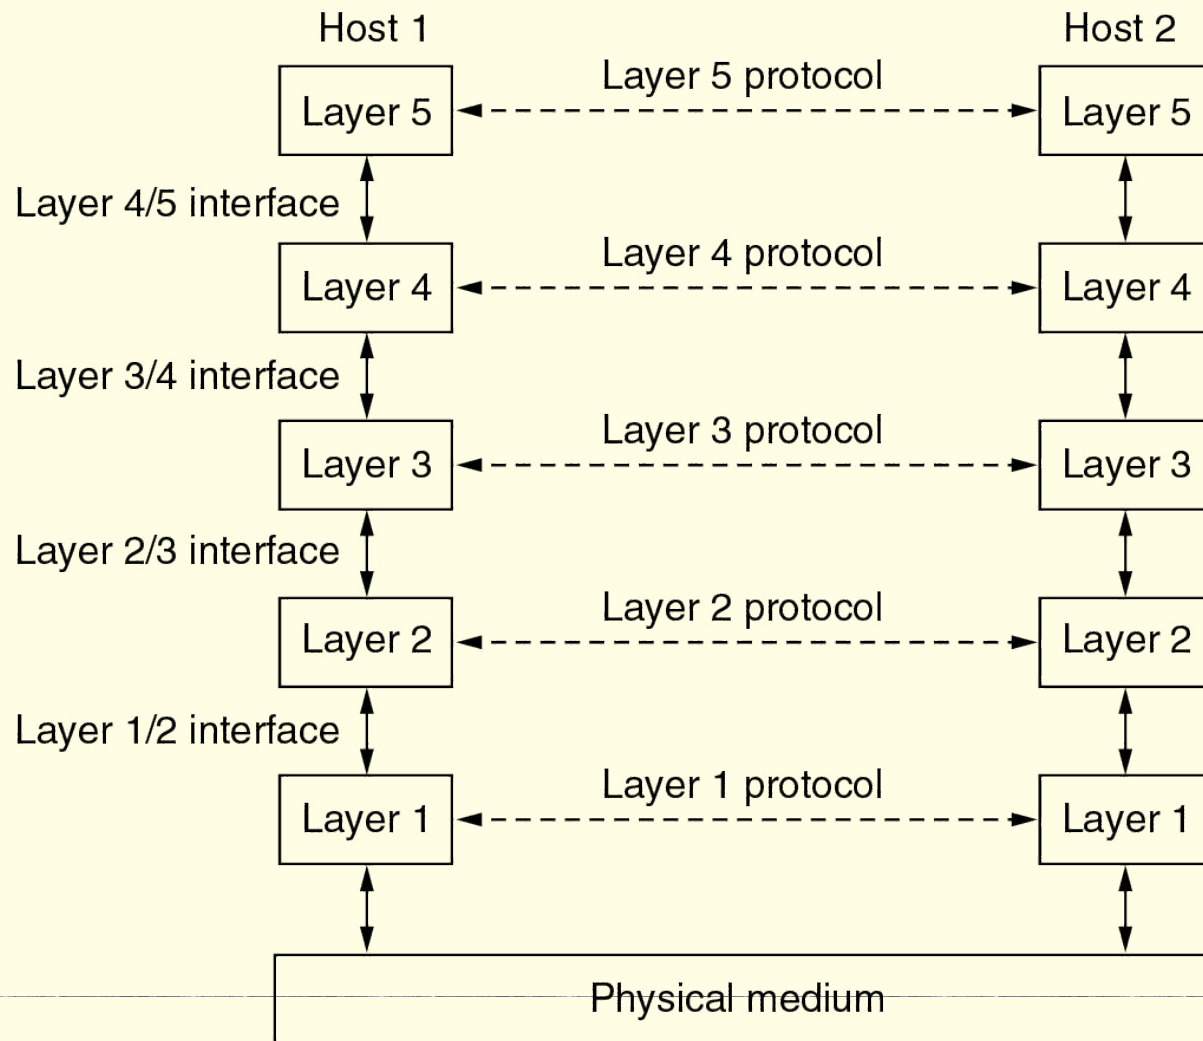 Host 1
Host 2
Layer 5 protocol
Layer 5
Layer 5
Layer 4/5 interface
Layer 4 protocol
Layer 4
Layer 4
Layer 3/4 interface
Layer 3 protocol
Layer 3
Layer 3
Layer 2/3 interface
Layer 2 protocol
Layer 2
Layer 2
Layer 1/2 interface
Layer 1 protocol
Layer 1
Layer 1
Physical medium